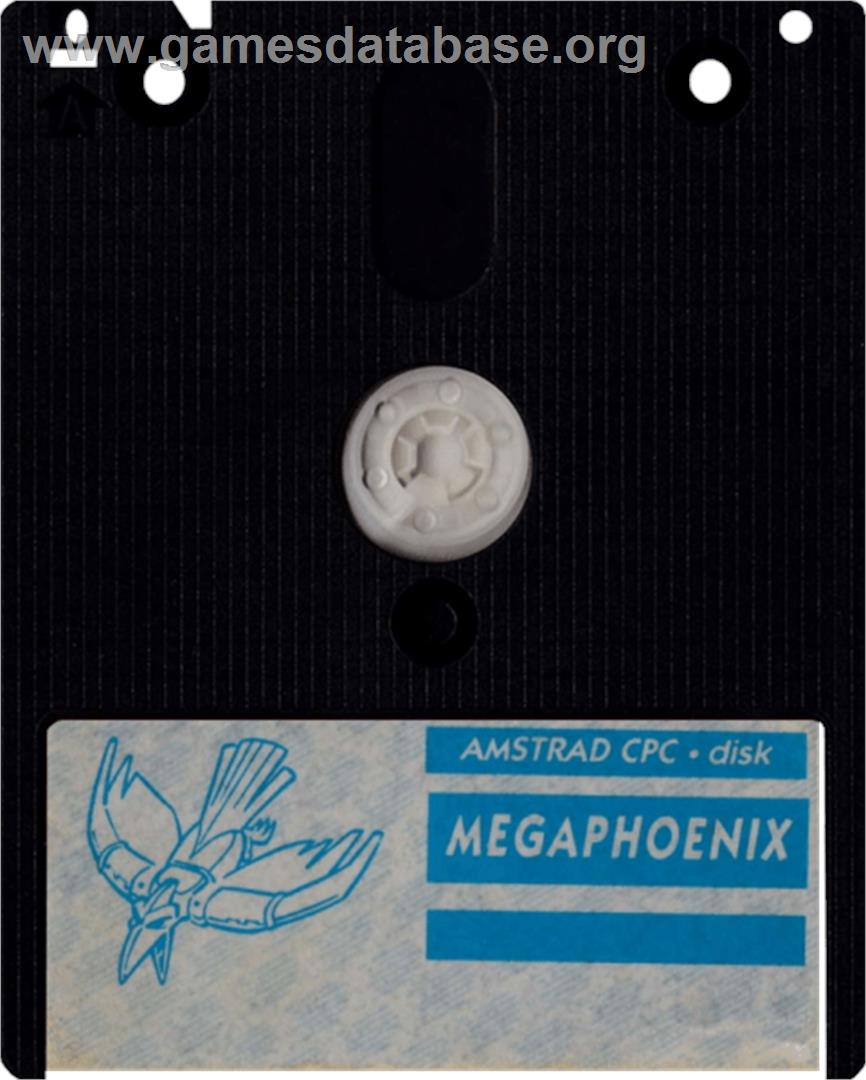 www.gamesdatabase.org
AMSTRAD CPC • disk
MEGAPHOENIX